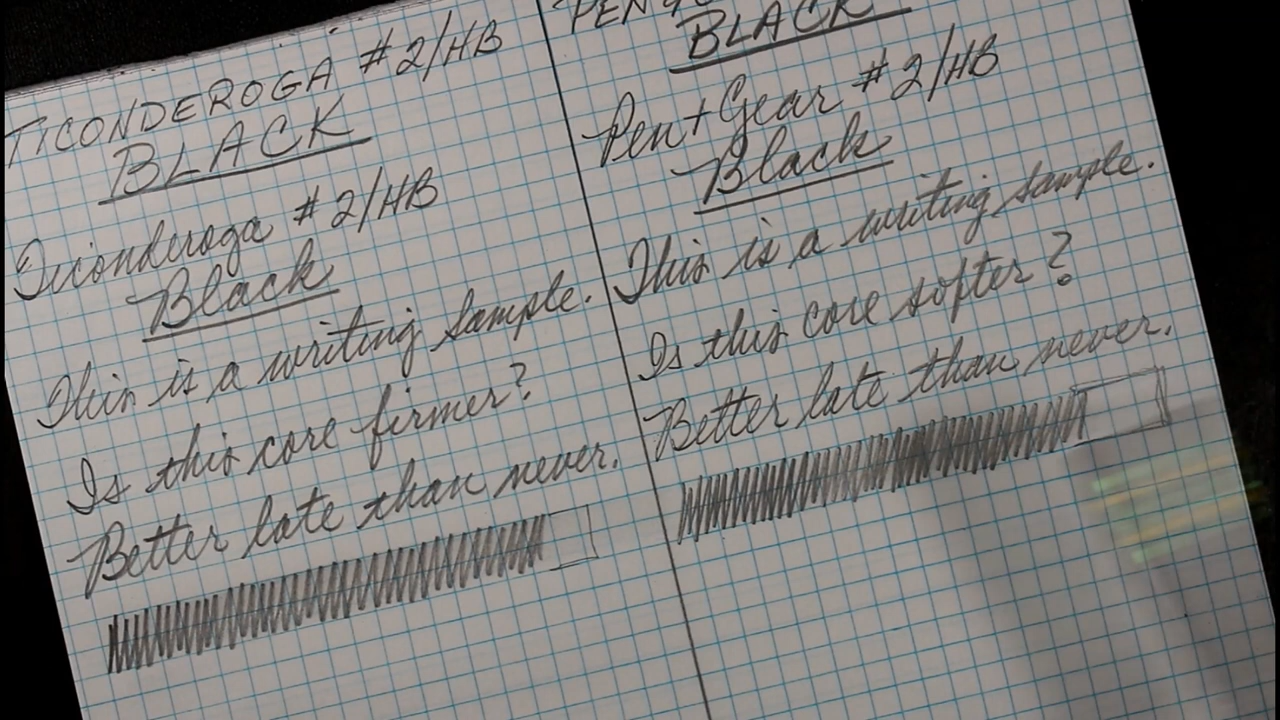 TICONDEROGA #2/HB
BLACK
Ticonderoga #2/HB
Black
This is a writing sample.
Is this core firmer?
Better late than never.
BLACK
Pen+Gear #2/HB
Black
This is a writing sample.
Is this core softer?
Better late than never.